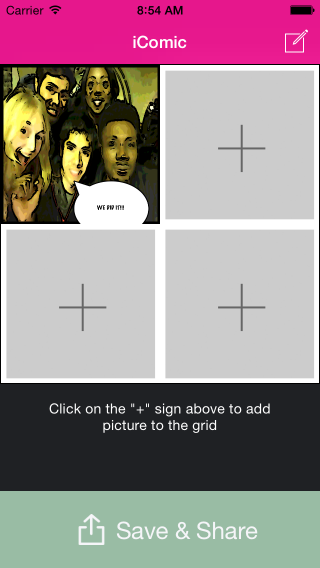 Carrier 8:54 AM
iComic
WE DID IT!!!
Click on the "+" sign above to add
picture to the grid
Save & Share